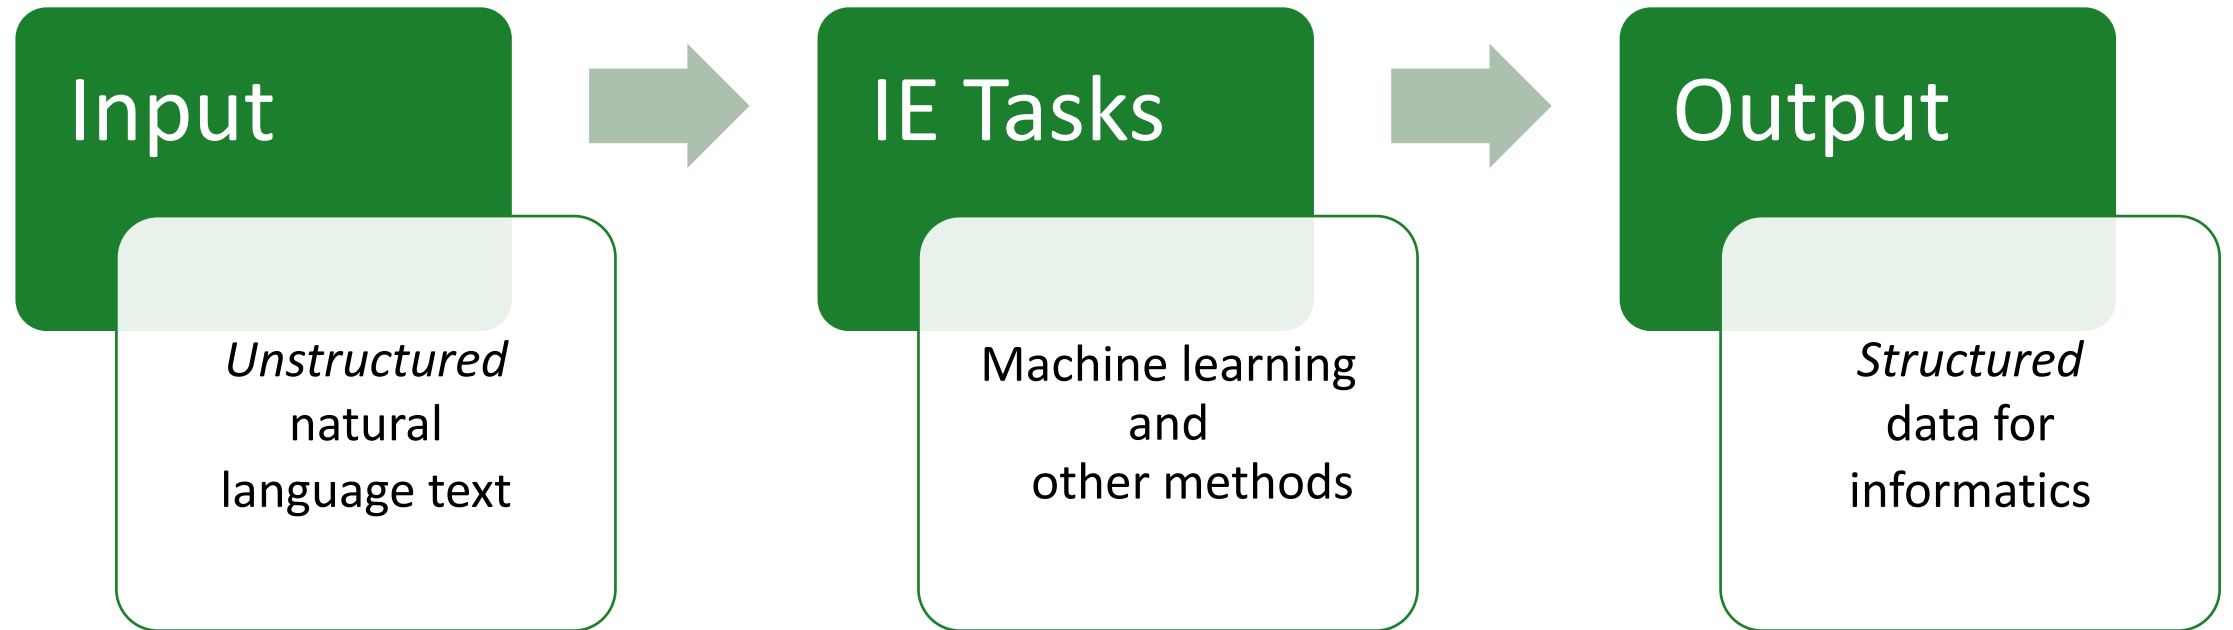 Input
Unstructured
natural
language text
IE Tasks
Machine learning
and
other methods
Output
Structured
data for
informatics